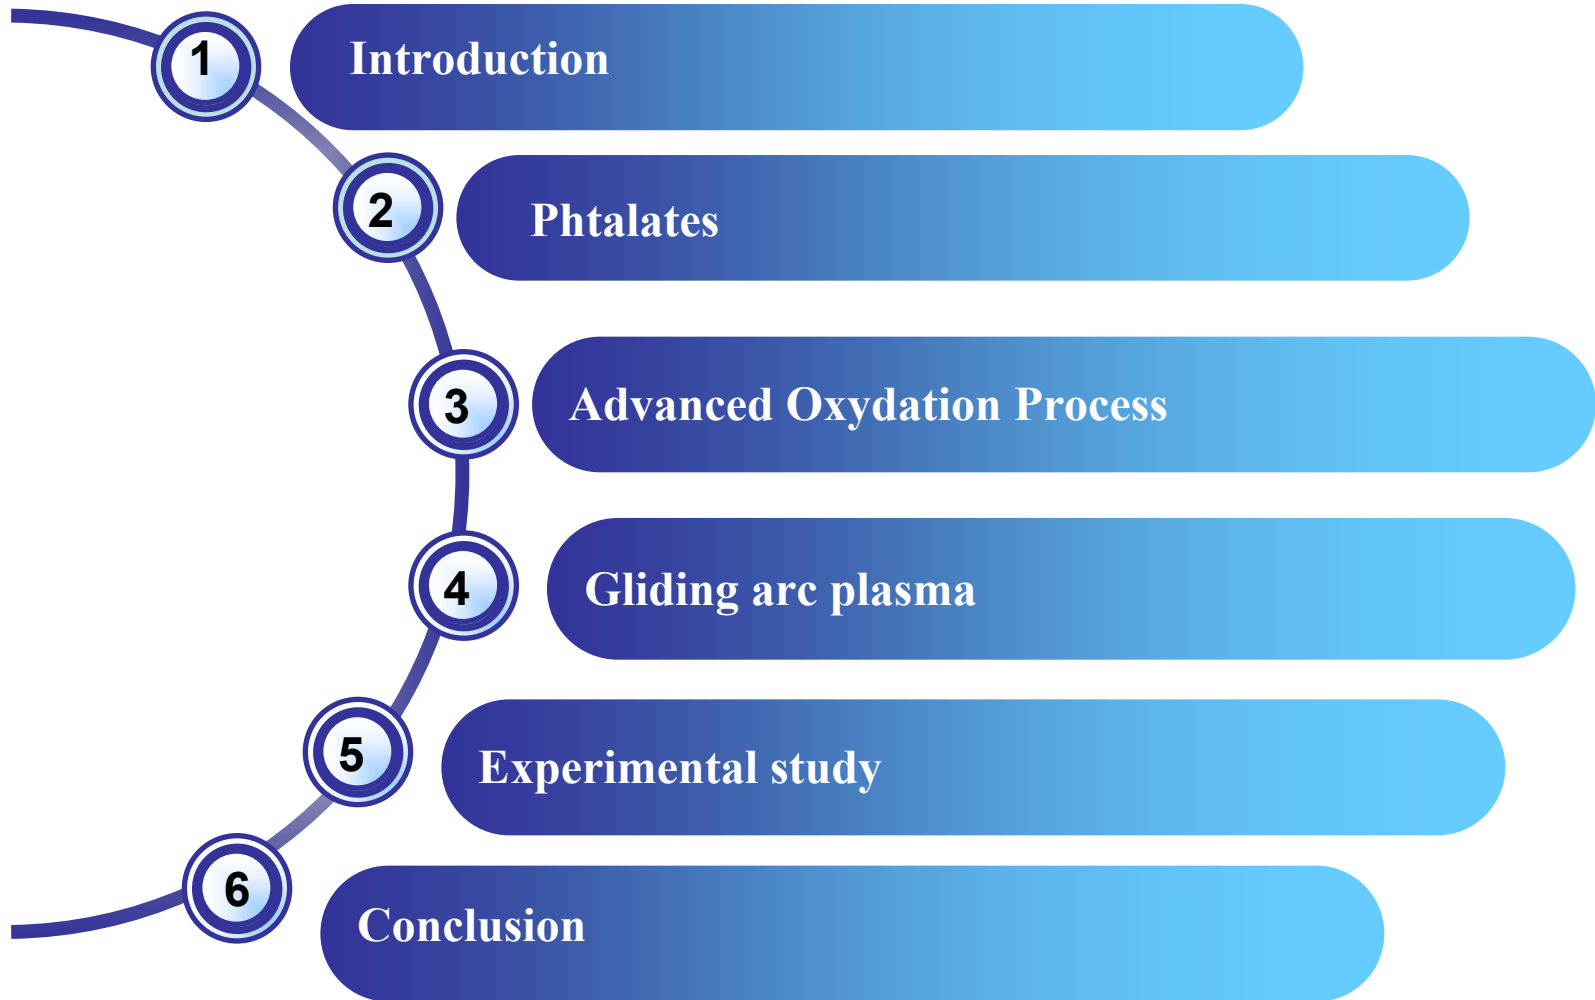 1
Introduction
2
Phtalates
3
Advanced Oxydation Process
4
Gliding arc plasma
5
Experimental study
6
Conclusion